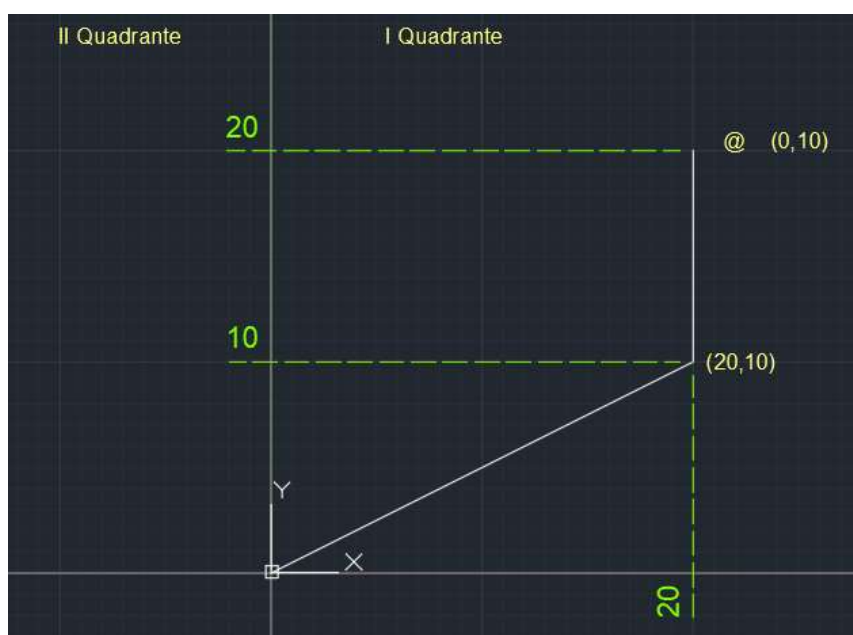 II Quadrante
I Quadrante
20
@ (0,10)
10
(20,10)
Y
X
20